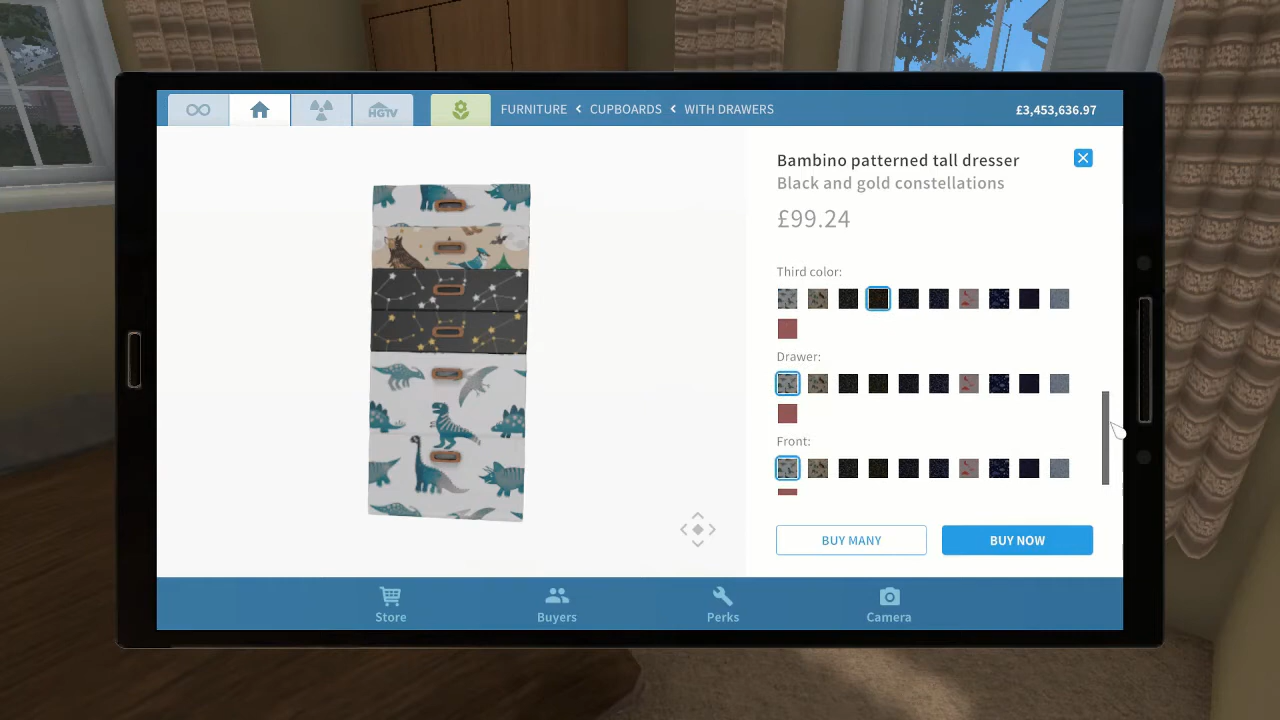 HGTV
FURNITURE < CUPBOARDS < WITH DRAWERS
£3,453,636.97
Bambino patterned tall dresser
Black and gold constellations
£99.24
Third color:
Drawer:
Front:
BUY MANY
BUY NOW
Store
Buyers
Perks
Camera